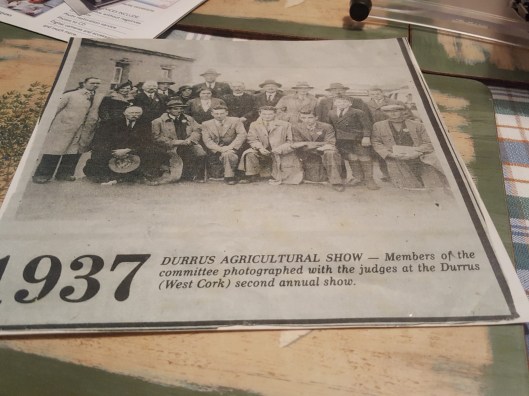 1937
DURRUS AGRICULTURAL SHOW — Members of the
committee photographed with the judges at the Durrus
(West Cork) second annual show.